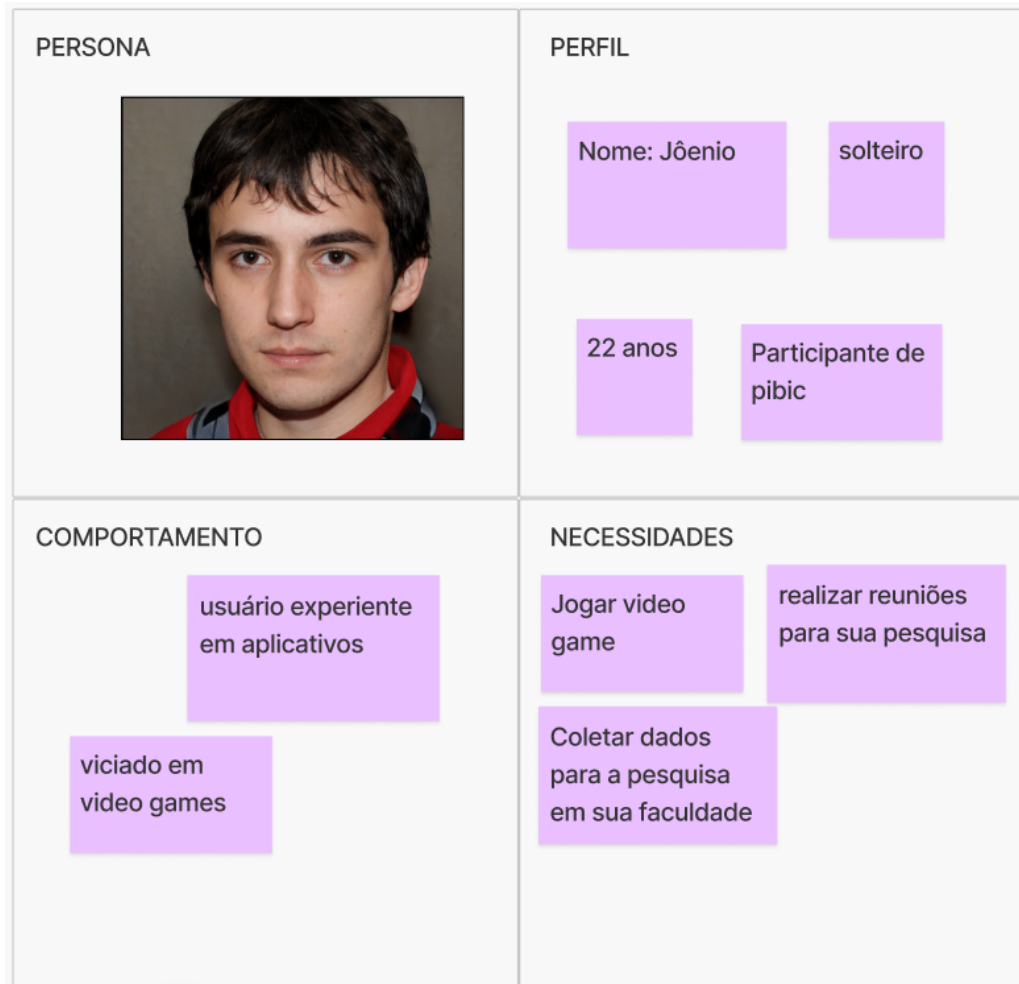 PERSONA
PERFIL
Nome: Jôenio
solteiro
22 anos
Participante de
pibic
COMPORTAMENTO
usuário experiente
em aplicativos
viciado em
video games
NECESSIDADES
Jogar video
game
realizar reuniões
para sua pesquisa
Coletar dados
para a pesquisa
em sua faculdade